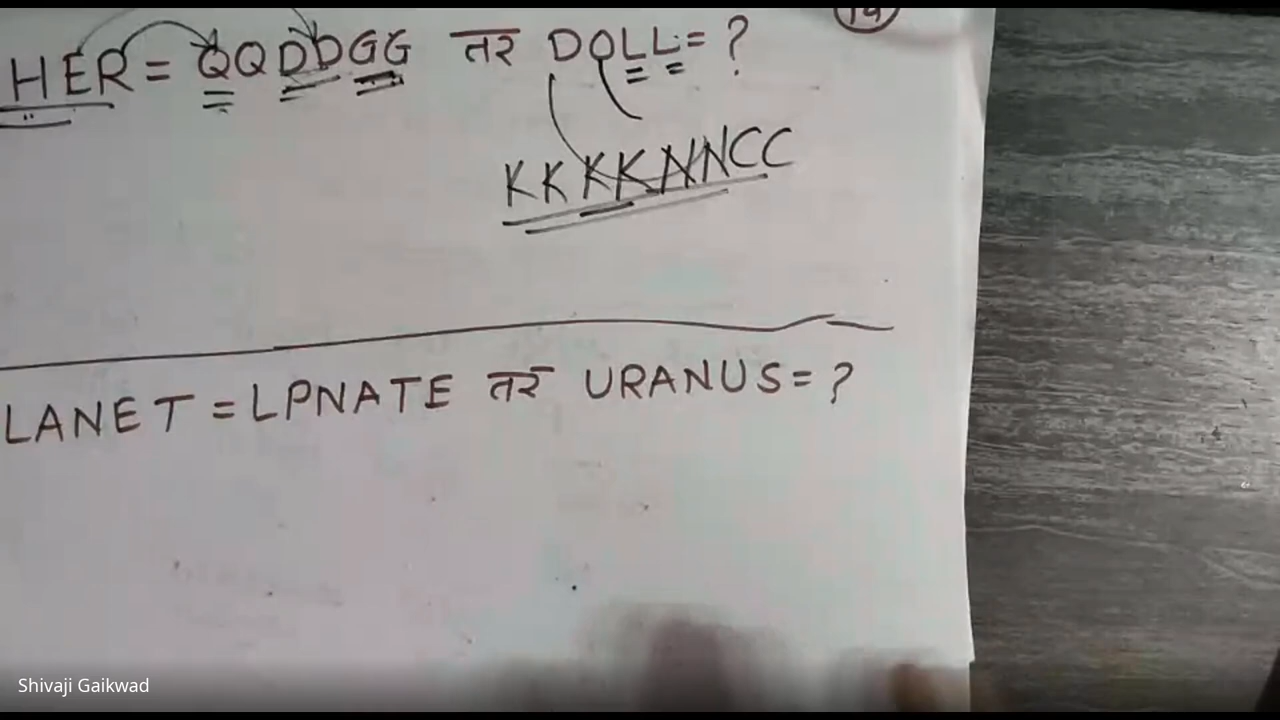 HER = QQDDGG तर DOLL = ?
KKKKNNCC
LANET = LPNATE तर URANUS = ?
Shivaji Gaikwad